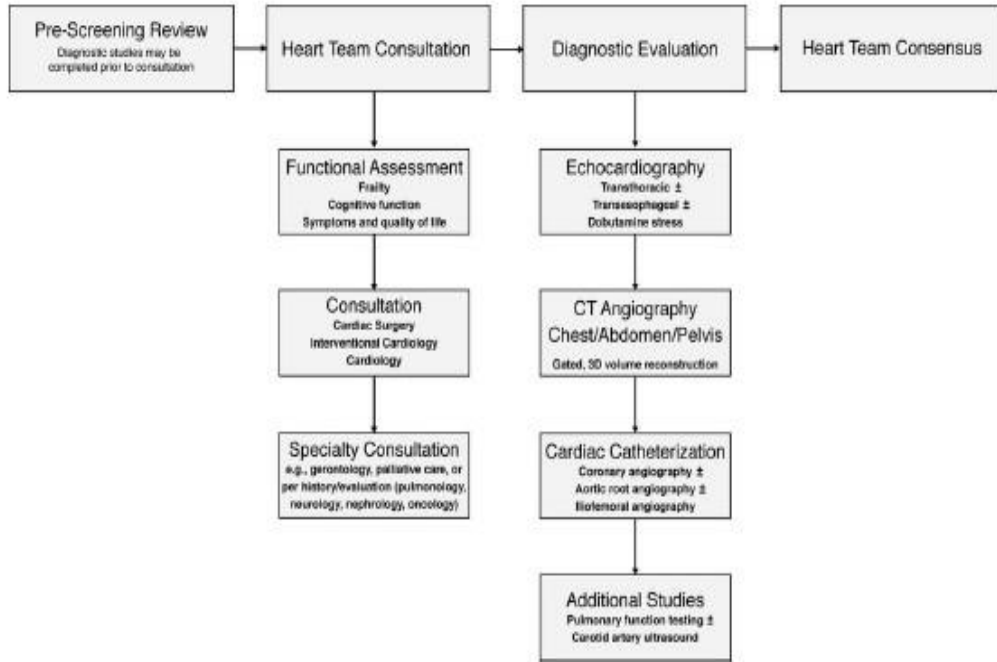 Pre-Screening Review
Diagnostic studies may be
completed prior to consultation
Heart Team Consultation
Diagnostic Evaluation
Heart Team Consensus
Functional Assessment
Frailty
Cognitive function
Symptoms and quality of life
Consultation
Cardiac Surgery
Interventional Cardiology
Cardiology
Specialty Consultation
e.g., gerontology, palliative care, or
per history/evaluation (pulmonology,
neurology, nephrology, oncology)
Echocardiography
Transthoracic ±
Transesophageal ±
Dobutamine stress
CT Angiography
Chest/Abdomen/Pelvis
Gated, 3D volume reconstruction
Cardiac Catheterization
Coronary angiography ±
Aortic root angiography ±
Iliofemoral angiography
Additional Studies
Pulmonary function testing ±
Carotid artery ultrasound